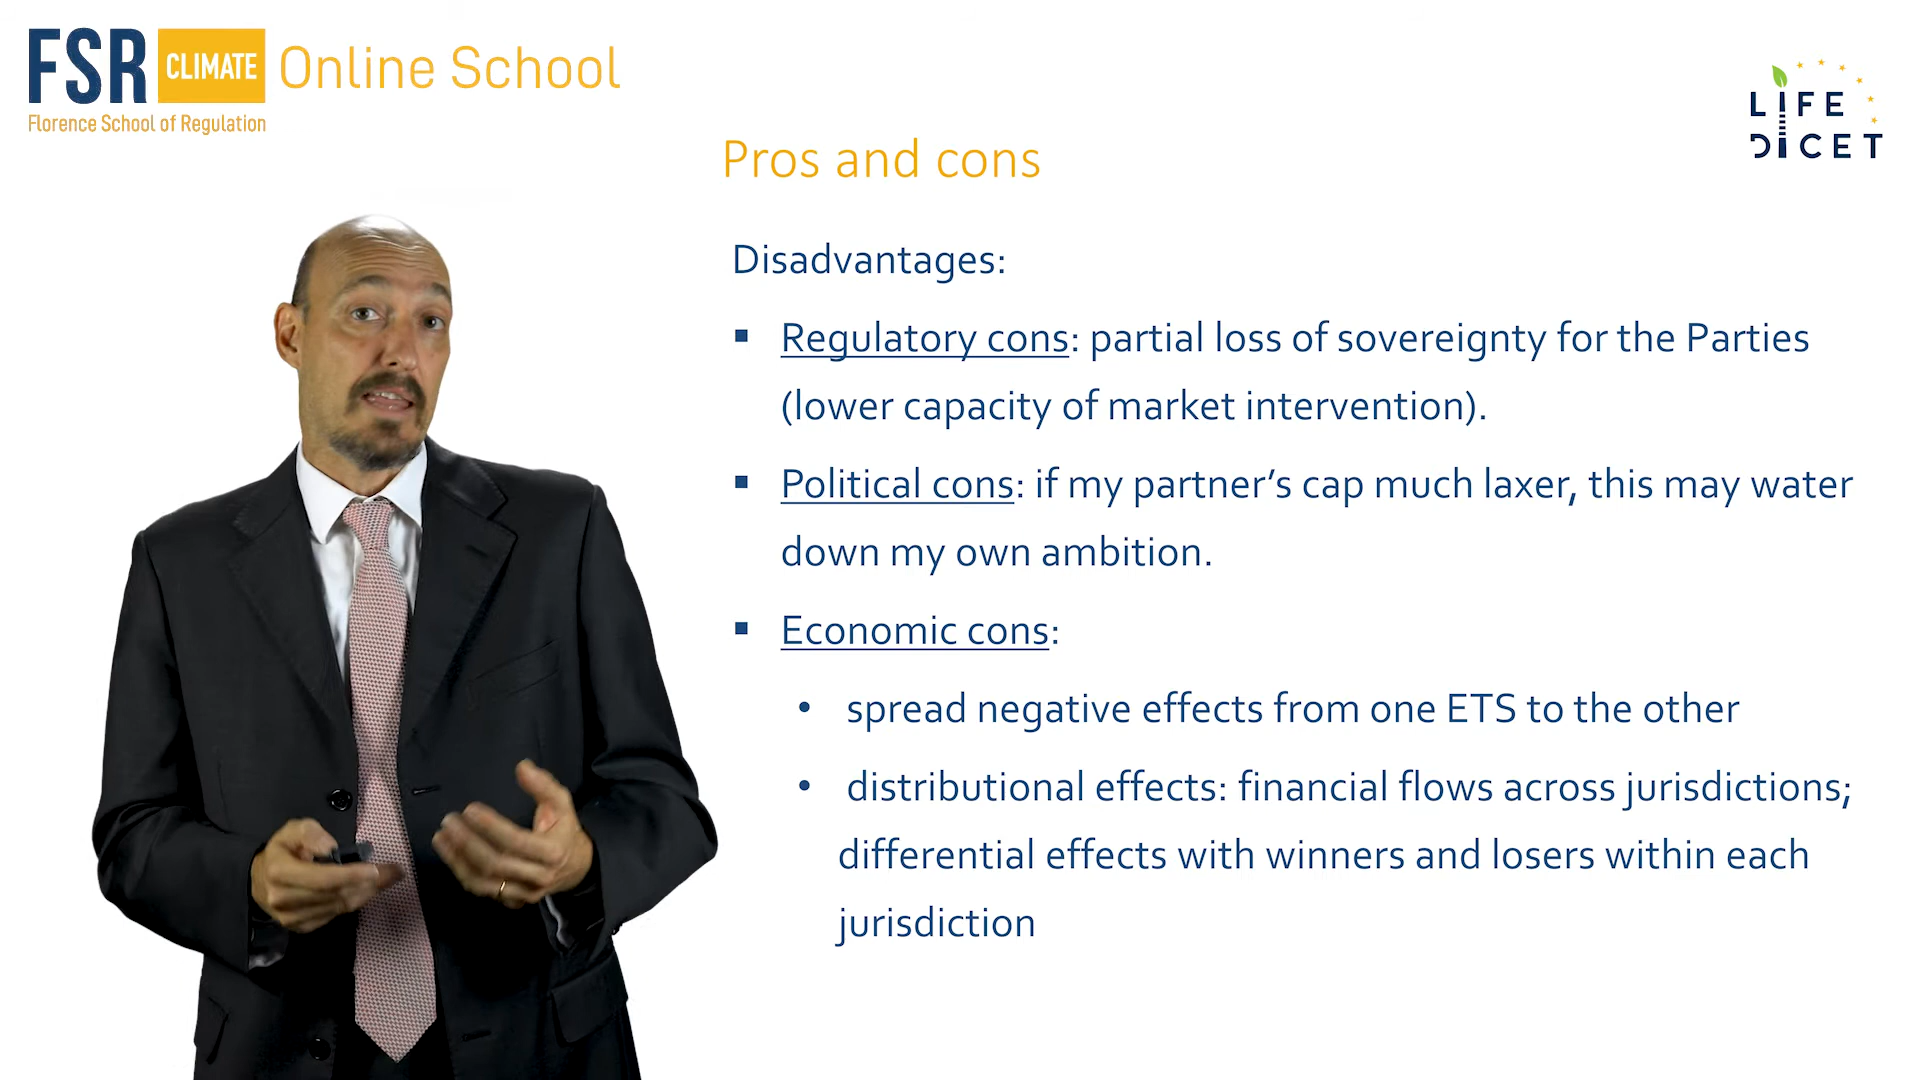 FSR CLIMATE Online School
Florence School of Regulation
LIFE
DICET
Pros and cons
Disadvantages:
▪ Regulatory cons: partial loss of sovereignty for the Parties
(lower capacity of market intervention).
▪ Political cons: if my partner’s cap much laxer, this may water
down my own ambition.
▪ Economic cons:
• spread negative effects from one ETS to the other
• distributional effects: financial flows across jurisdictions;
differential effects with winners and losers within each
jurisdiction